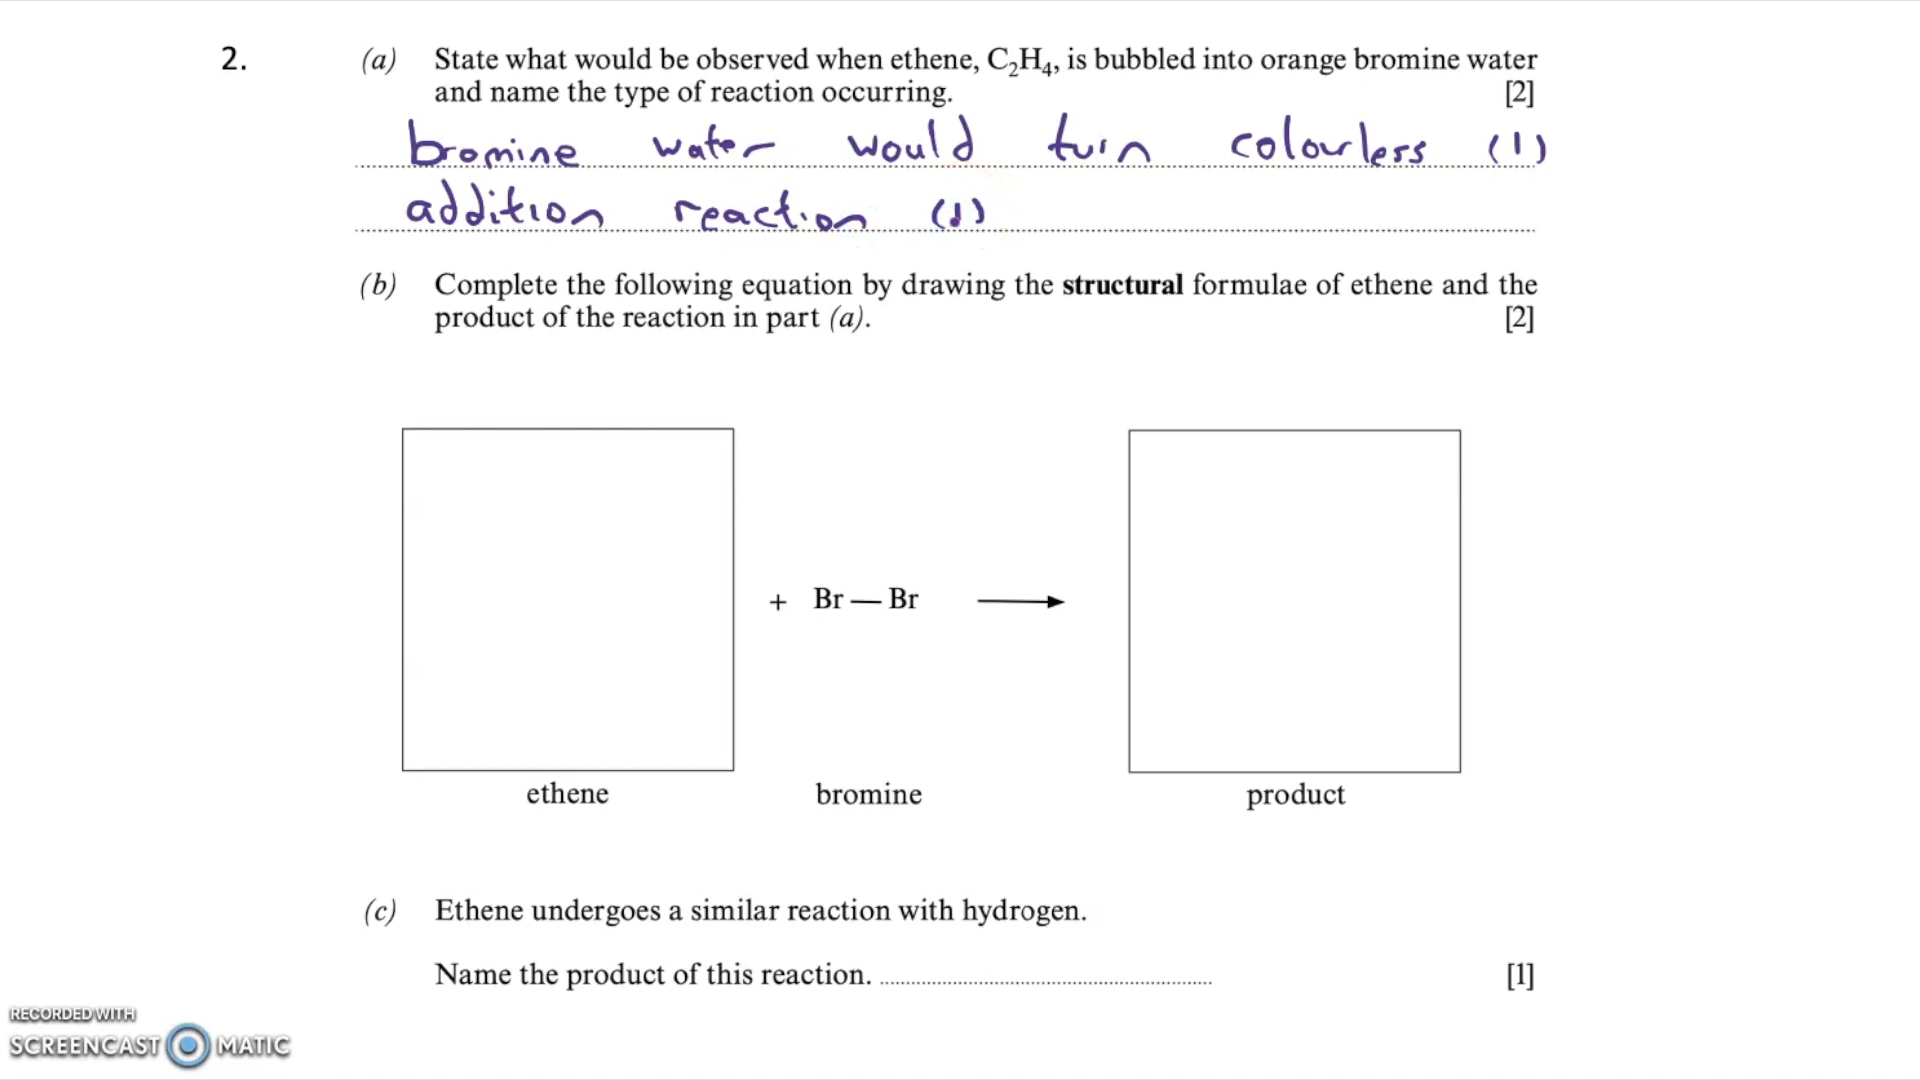 2. (a) State what would be observed when ethene, C₂H₄, is bubbled into orange bromine water
and name the type of reaction occurring. [2]
bromine water would turn colourless (1)
addition reaction (1)
(b) Complete the following equation by drawing the structural formulae of ethene and the
product of the reaction in part (a). [2]
+ Br — Br
ethene bromine product
(c) Ethene undergoes a similar reaction with hydrogen.
Name the product of this reaction. [1]
RECORDED WITH
SCREENCAST MATIC